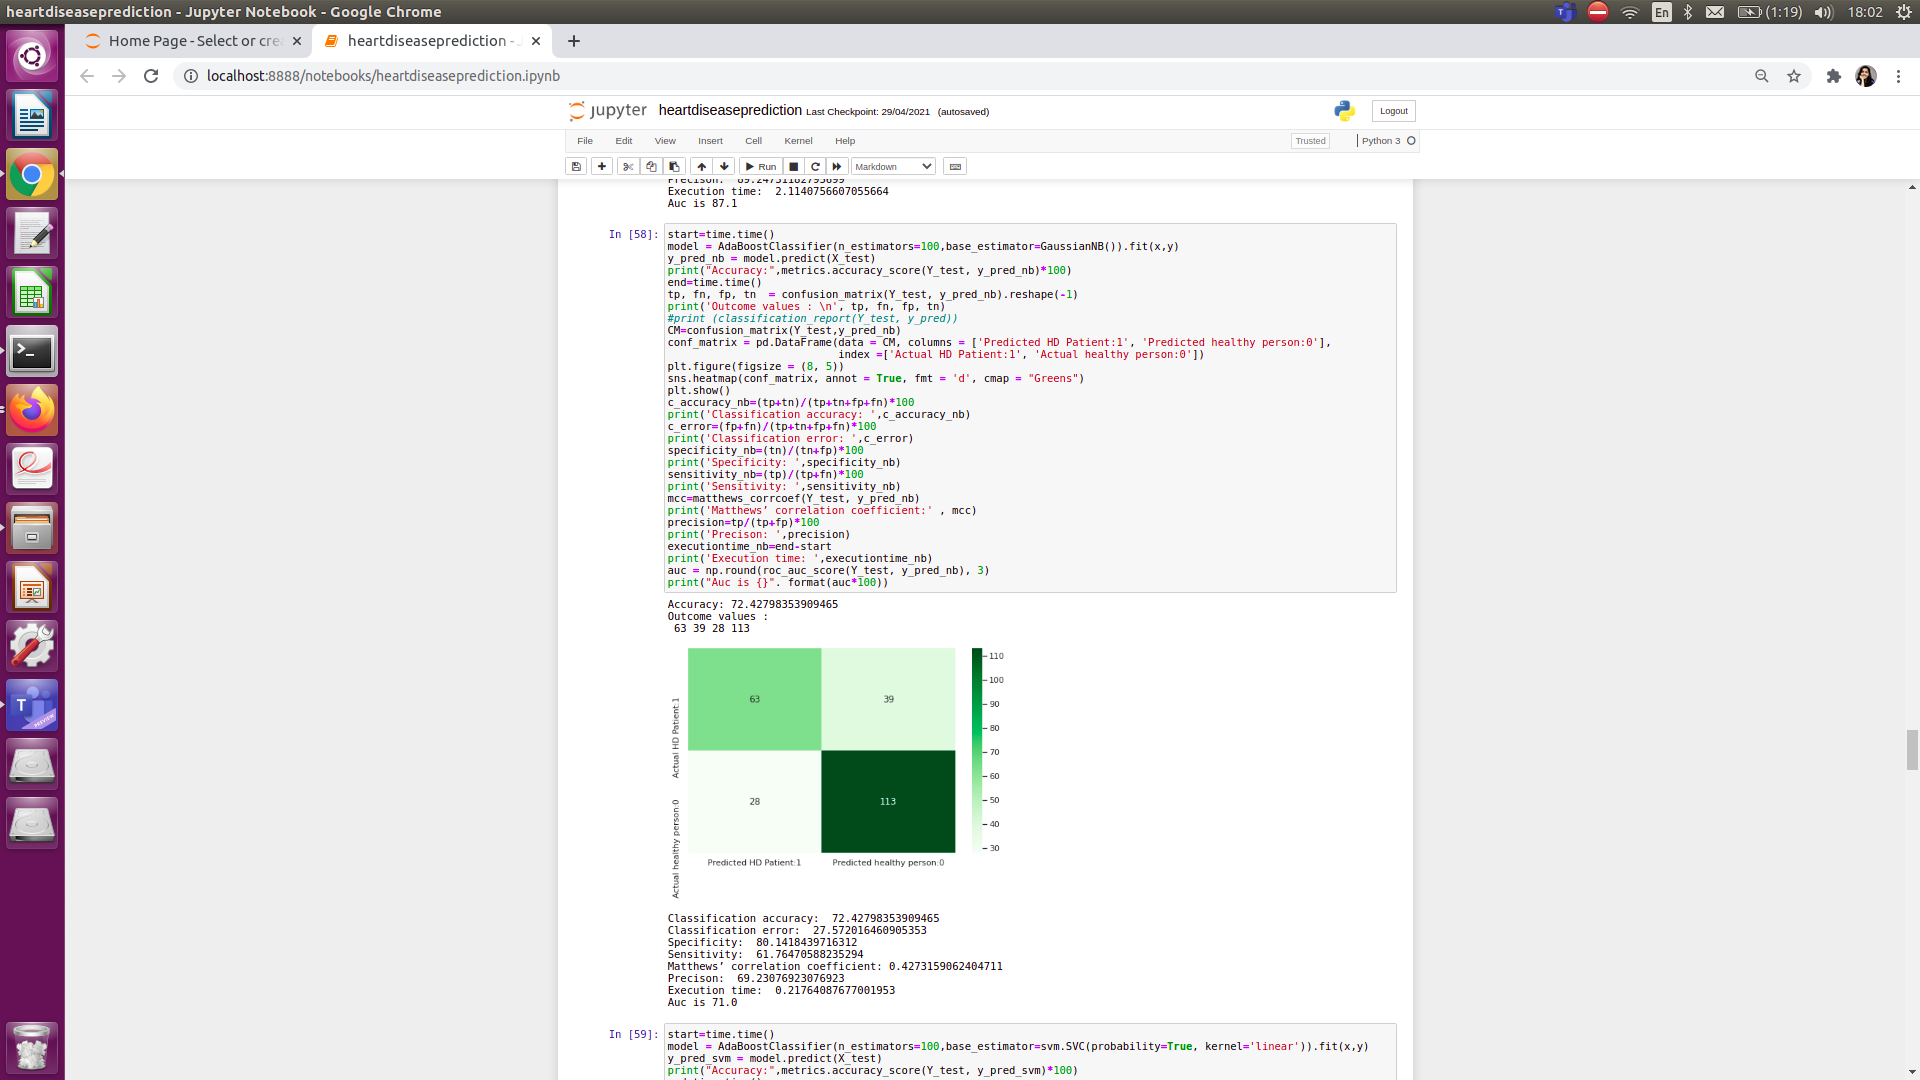 heartdiseaseprediction - Jupyter Notebook - Google Chrome
En
(1:19)
18:02
Home Page - Select or cre
heartdiseaseprediction - J
localhost:8888/notebooks/heartdiseaseprediction.ipynb
jupyter
heartdiseaseprediction Last Checkpoint: 29/04/2021 (autosaved)
Logout
File Edit View Insert Cell Kernel Help
Trusted
Python 3
Run
Markdown
Precison:  89.24731182795699
Execution time:  2.1140756607055664
Auc is 87.1
In [58]:
start=time.time()
model = AdaBoostClassifier(n_estimators=100,base_estimator=GaussianNB()).fit(x,y)
y_pred_nb = model.predict(X_test)
print("Accuracy:",metrics.accuracy_score(Y_test, y_pred_nb)*100)
end=time.time()
tp, fn, fp, tn  = confusion_matrix(Y_test, y_pred_nb).reshape(-1)
print('Outcome values : \n', tp, fn, fp, tn)
#print (classification_report(Y_test, y_pred))
CM=confusion_matrix(Y_test,y_pred_nb)
conf_matrix = pd.DataFrame(data = CM, columns = ['Predicted HD Patient:1', 'Predicted healthy person:0'],
index =['Actual HD Patient:1', 'Actual healthy person:0'])
plt.figure(figsize = (8, 5))
sns.heatmap(conf_matrix, annot = True, fmt = 'd', cmap = "Greens")
plt.show()
c_accuracy_nb=(tp+tn)/(tp+tn+fp+fn)*100
print('Classification accuracy: ',c_accuracy_nb)
c_error=(fp+fn)/(tp+tn+fp+fn)*100
print('Classification error: ',c_error)
specificity_nb=(tn)/(tn+fp)*100
print('Specificity: ',specificity_nb)
sensitivity_nb=(tp)/(tp+fn)*100
print('Sensitivity: ',sensitivity_nb)
mcc=matthews_corrcoef(Y_test, y_pred_nb)
print('Matthews’ correlation coefficient:' , mcc)
precision=tp/(tp+fp)*100
print('Precison: ',precision)
executiontime_nb=end-start
print('Execution time: ',executiontime_nb)
auc = np.round(roc_auc_score(Y_test, y_pred_nb), 3)
print("Auc is {}". format(auc*100))
Accuracy: 72.42798353909465
Outcome values :
63 39 28 113
63
39
28
113
Actual HD Patient:1
Actual healthy person:0
Predicted HD Patient:1
Predicted healthy person:0
110
100
90
80
70
60
50
40
30
Classification accuracy:  72.42798353909465
Classification error:  27.572016460905353
Specificity:  80.1418439716312
Sensitivity:  61.76470588235294
Matthews’ correlation coefficient: 0.4273159062404711
Precison:  69.23076923076923
Execution time:  0.21764087677001953
Auc is 71.0
In [59]:
start=time.time()
model = AdaBoostClassifier(n_estimators=100,base_estimator=svm.SVC(probability=True, kernel='linear')).fit(x,y)
y_pred_svm = model.predict(X_test)
print("Accuracy:",metrics.accuracy_score(Y_test, y_pred_svm)*100)